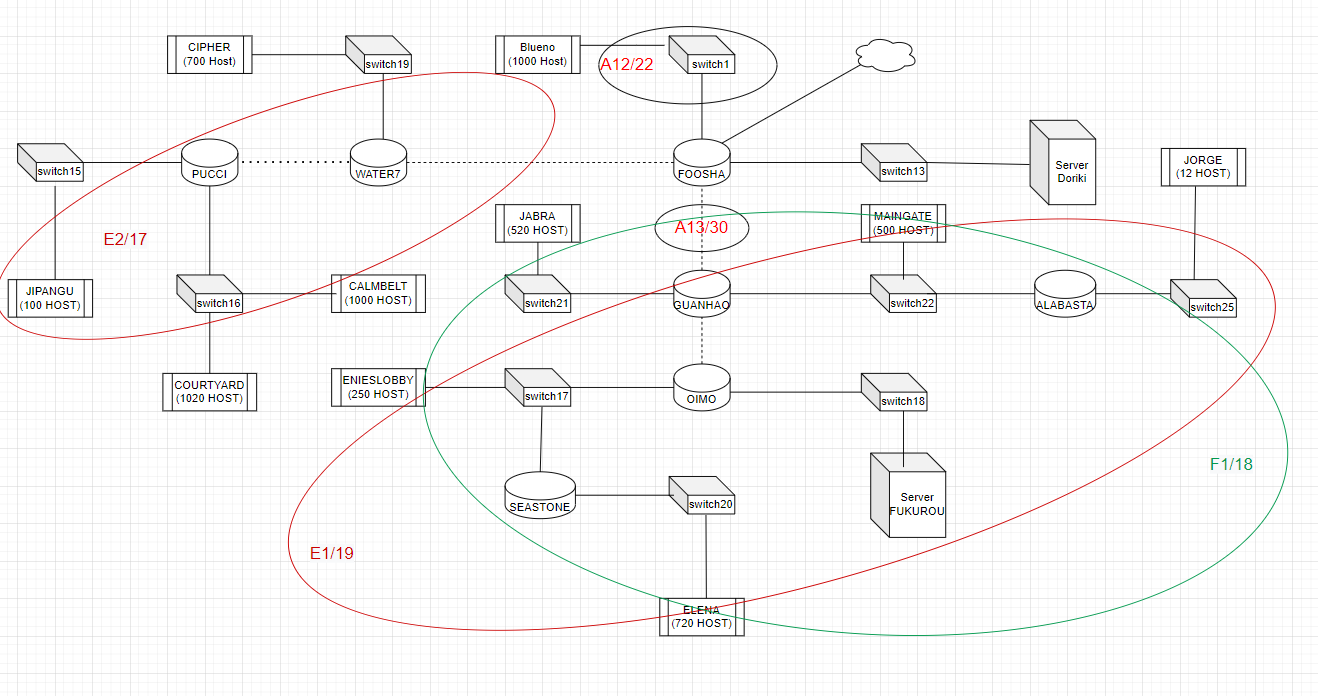 CIPHER
(700 Host)
switch19
Blueno
(1000 Host)
A12/22
switch1
switch15
PUCCI
WATER7
FOOSHA
switch13
Server
Doriki
JORGE
(12 HOST)
E2/17
JABRA
(520 HOST)
A13/30
MAINGATE
(500 HOST)
JIPANGU
(100 HOST)
switch16
CALMBELT
(1000 HOST)
switch21
GUANHAO
switch22
ALABASTA
switch25
COURTYARD
(1020 HOST)
ENIESLOBBY
(250 HOST)
switch17
OIMO
switch18
F1/18
SEASTONE
switch20
Server
FUKUROU
E1/19
ELENA
(720 HOST)